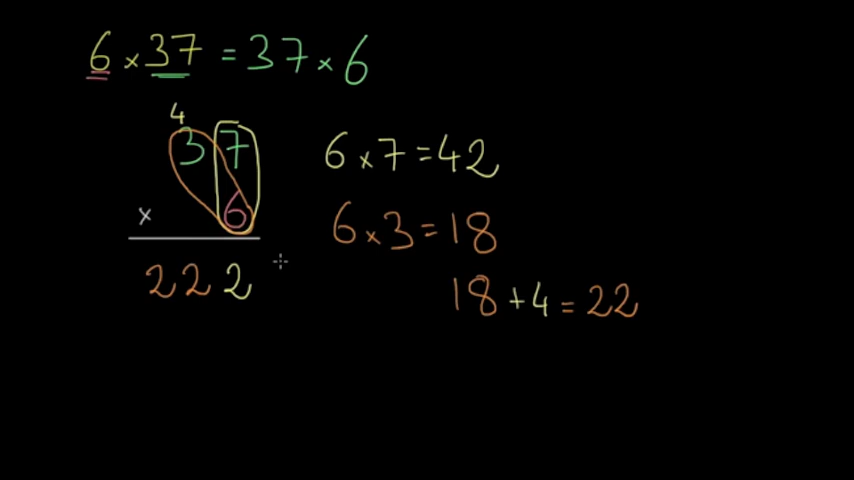 6 × 37 = 37 × 6
4
37
6 × 7 = 42
× 6
6 × 3 = 18
222
18 + 4 = 22